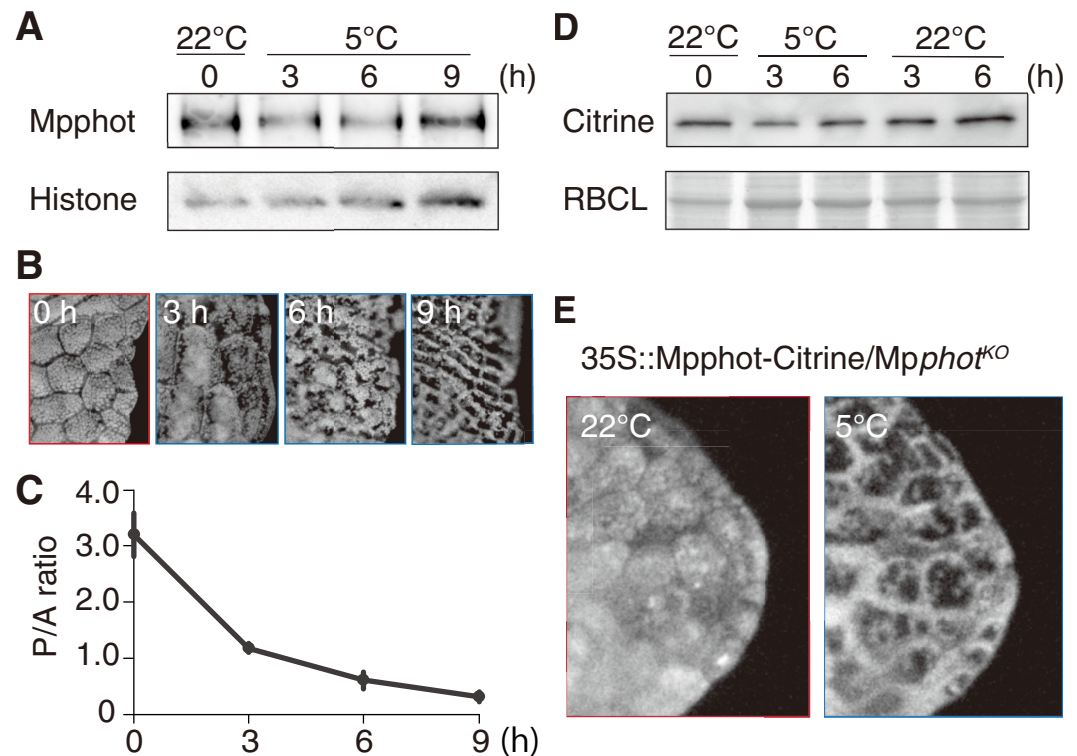 A
22°C 5°C
0 3 6 9 (h)
Mpphot
Histone
B
0 h 3 h 6 h 9 h
C
P/A ratio
4.0
3.0
2.0
1.0
0
0 3 6 9 (h)
D
22°C 5°C 22°C
0 3 6 3 6 (h)
Citrine
RBCL
E
35S::Mpphot-Citrine/Mpphot^KO
22°C 5°C